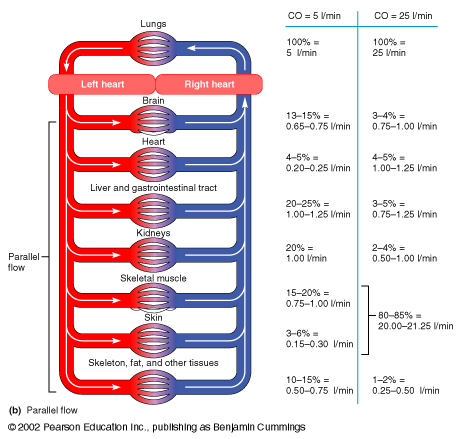 Lungs
CO = 5 l/min
CO = 25 l/min
100% =
5 l/min
100% =
25 l/min
Left heart
Right heart
Brain
13–15% =
0.65–0.75 l/min
3–4% =
0.75–1.00 l/min
Heart
4–5% =
0.20–0.25 l/min
4–5% =
1.00–1.25 l/min
Liver and gastrointestinal tract
20–25% =
1.00–1.25 l/min
3–5% =
0.75–1.25 l/min
Kidneys
20% =
1.00 l/min
2–4% =
0.50–1.00 l/min
Parallel
flow
Skeletal muscle
15–20% =
0.75–1.00 l/min
80–85% =
20.00–21.25 l/min
Skin
3–6% =
0.15–0.30 l/min
Skeleton, fat, and other tissues
10–15% =
0.50–0.75 l/min
1–2% =
0.25–0.50 l/min
(b) Parallel flow
© 2002 Pearson Education Inc., publishing as Benjamin Cummings